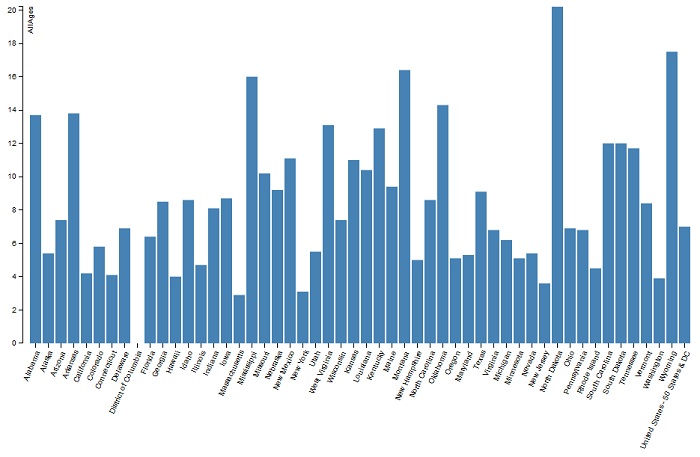 All Ages
20
18
16
14
12
10
8
6
4
2
0
Alabama
Alaska
Arizona
Arkansas
California
Colorado
Connecticut
Delaware
District of Columbia
Florida
Georgia
Hawaii
Idaho
Illinois
Indiana
Iowa
Massachusetts
Mississippi
Missouri
Nebraska
New Mexico
New York
Utah
West Virginia
Wisconsin
Kansas
Louisiana
Kentucky
Maine
Montana
New Hampshire
North Carolina
Oklahoma
Oregon
Maryland
Texas
Virginia
Michigan
Minnesota
Nevada
New Jersey
North Dakota
Ohio
Pennsylvania
Rhode Island
South Carolina
South Dakota
Tennessee
Vermont
Washington
Wyoming
United States - 50 States & DC